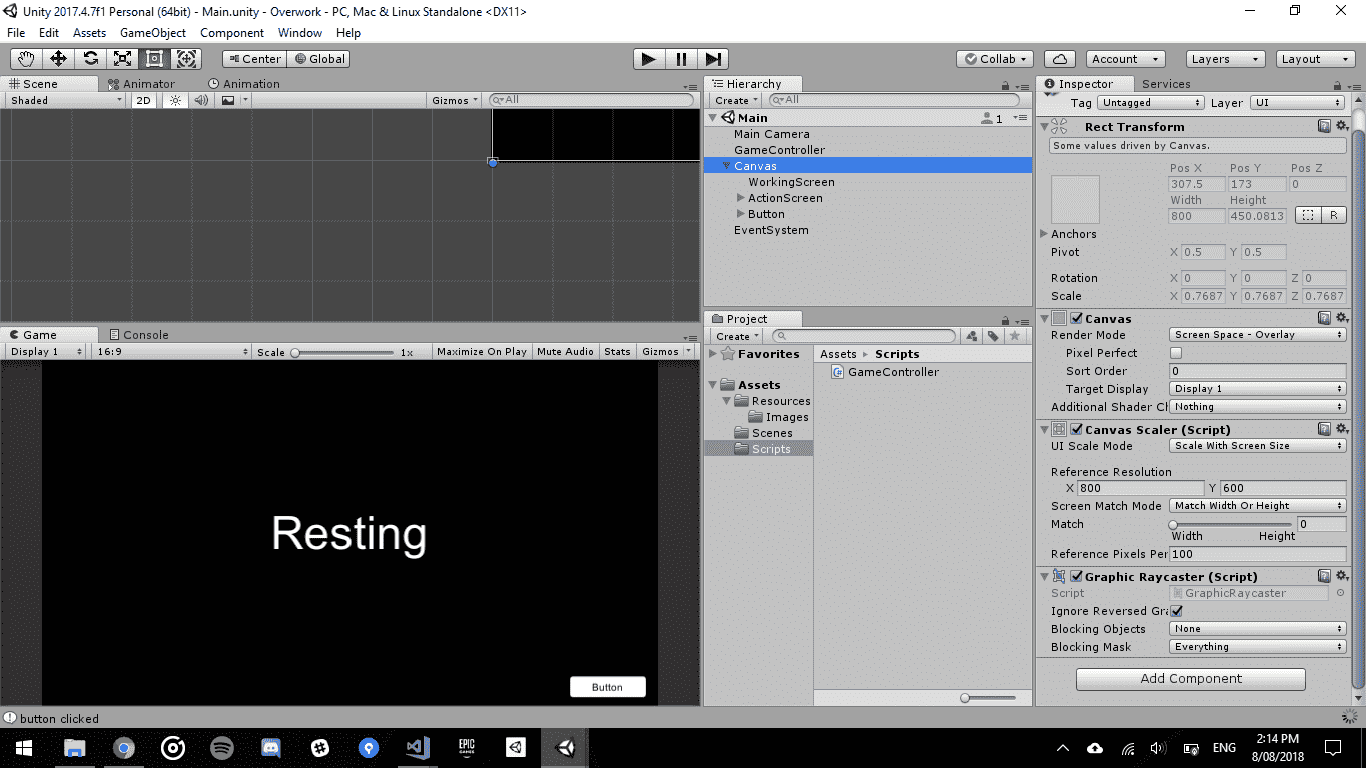 Unity 2017.4.7f1 Personal (64bit) - Main.unity - Overwork - PC, Mac & Linux Standalone <DX11>
File Edit Assets GameObject Component Window Help
Center Global
Collab Account Layers Layout
Scene Animator Animation
Shaded 2D Gizmos All
Hierarchy
Create All
Main 1
Main Camera
GameController
Canvas
WorkingScreen
ActionScreen
Button
EventSystem
Game Console
Display 1 16:9 Scale 1x Maximize On Play Mute Audio Stats Gizmos
Resting
Button
Project
Create
Favorites
Assets
Resources
Images
Scenes
Scripts
Assets Scripts
GameController
Inspector Services
Tag Untagged Layer UI
Rect Transform
Some values driven by Canvas.
Pos X Pos Y Pos Z
307.5 173 0
Width Height
800 450.0813 R
Anchors
Pivot X 0.5 Y 0.5
Rotation X 0 Y 0 Z 0
Scale X 0.7687 Y 0.7687 Z 0.7687
Canvas
Render Mode Screen Space - Overlay
Pixel Perfect
Sort Order 0
Target Display Display 1
Additional Shader Cl Nothing
Canvas Scaler (Script)
UI Scale Mode Scale With Screen Size
Reference Resolution
X 800 Y 600
Screen Match Mode Match Width Or Height
Match 0
Width Height
Reference Pixels Per 100
Graphic Raycaster (Script)
Script GraphicRaycaster
Ignore Reversed Gra
Blocking Objects None
Blocking Mask Everything
Add Component
button clicked
EPIC GAMES
ENG
2:14 PM
8/08/2018